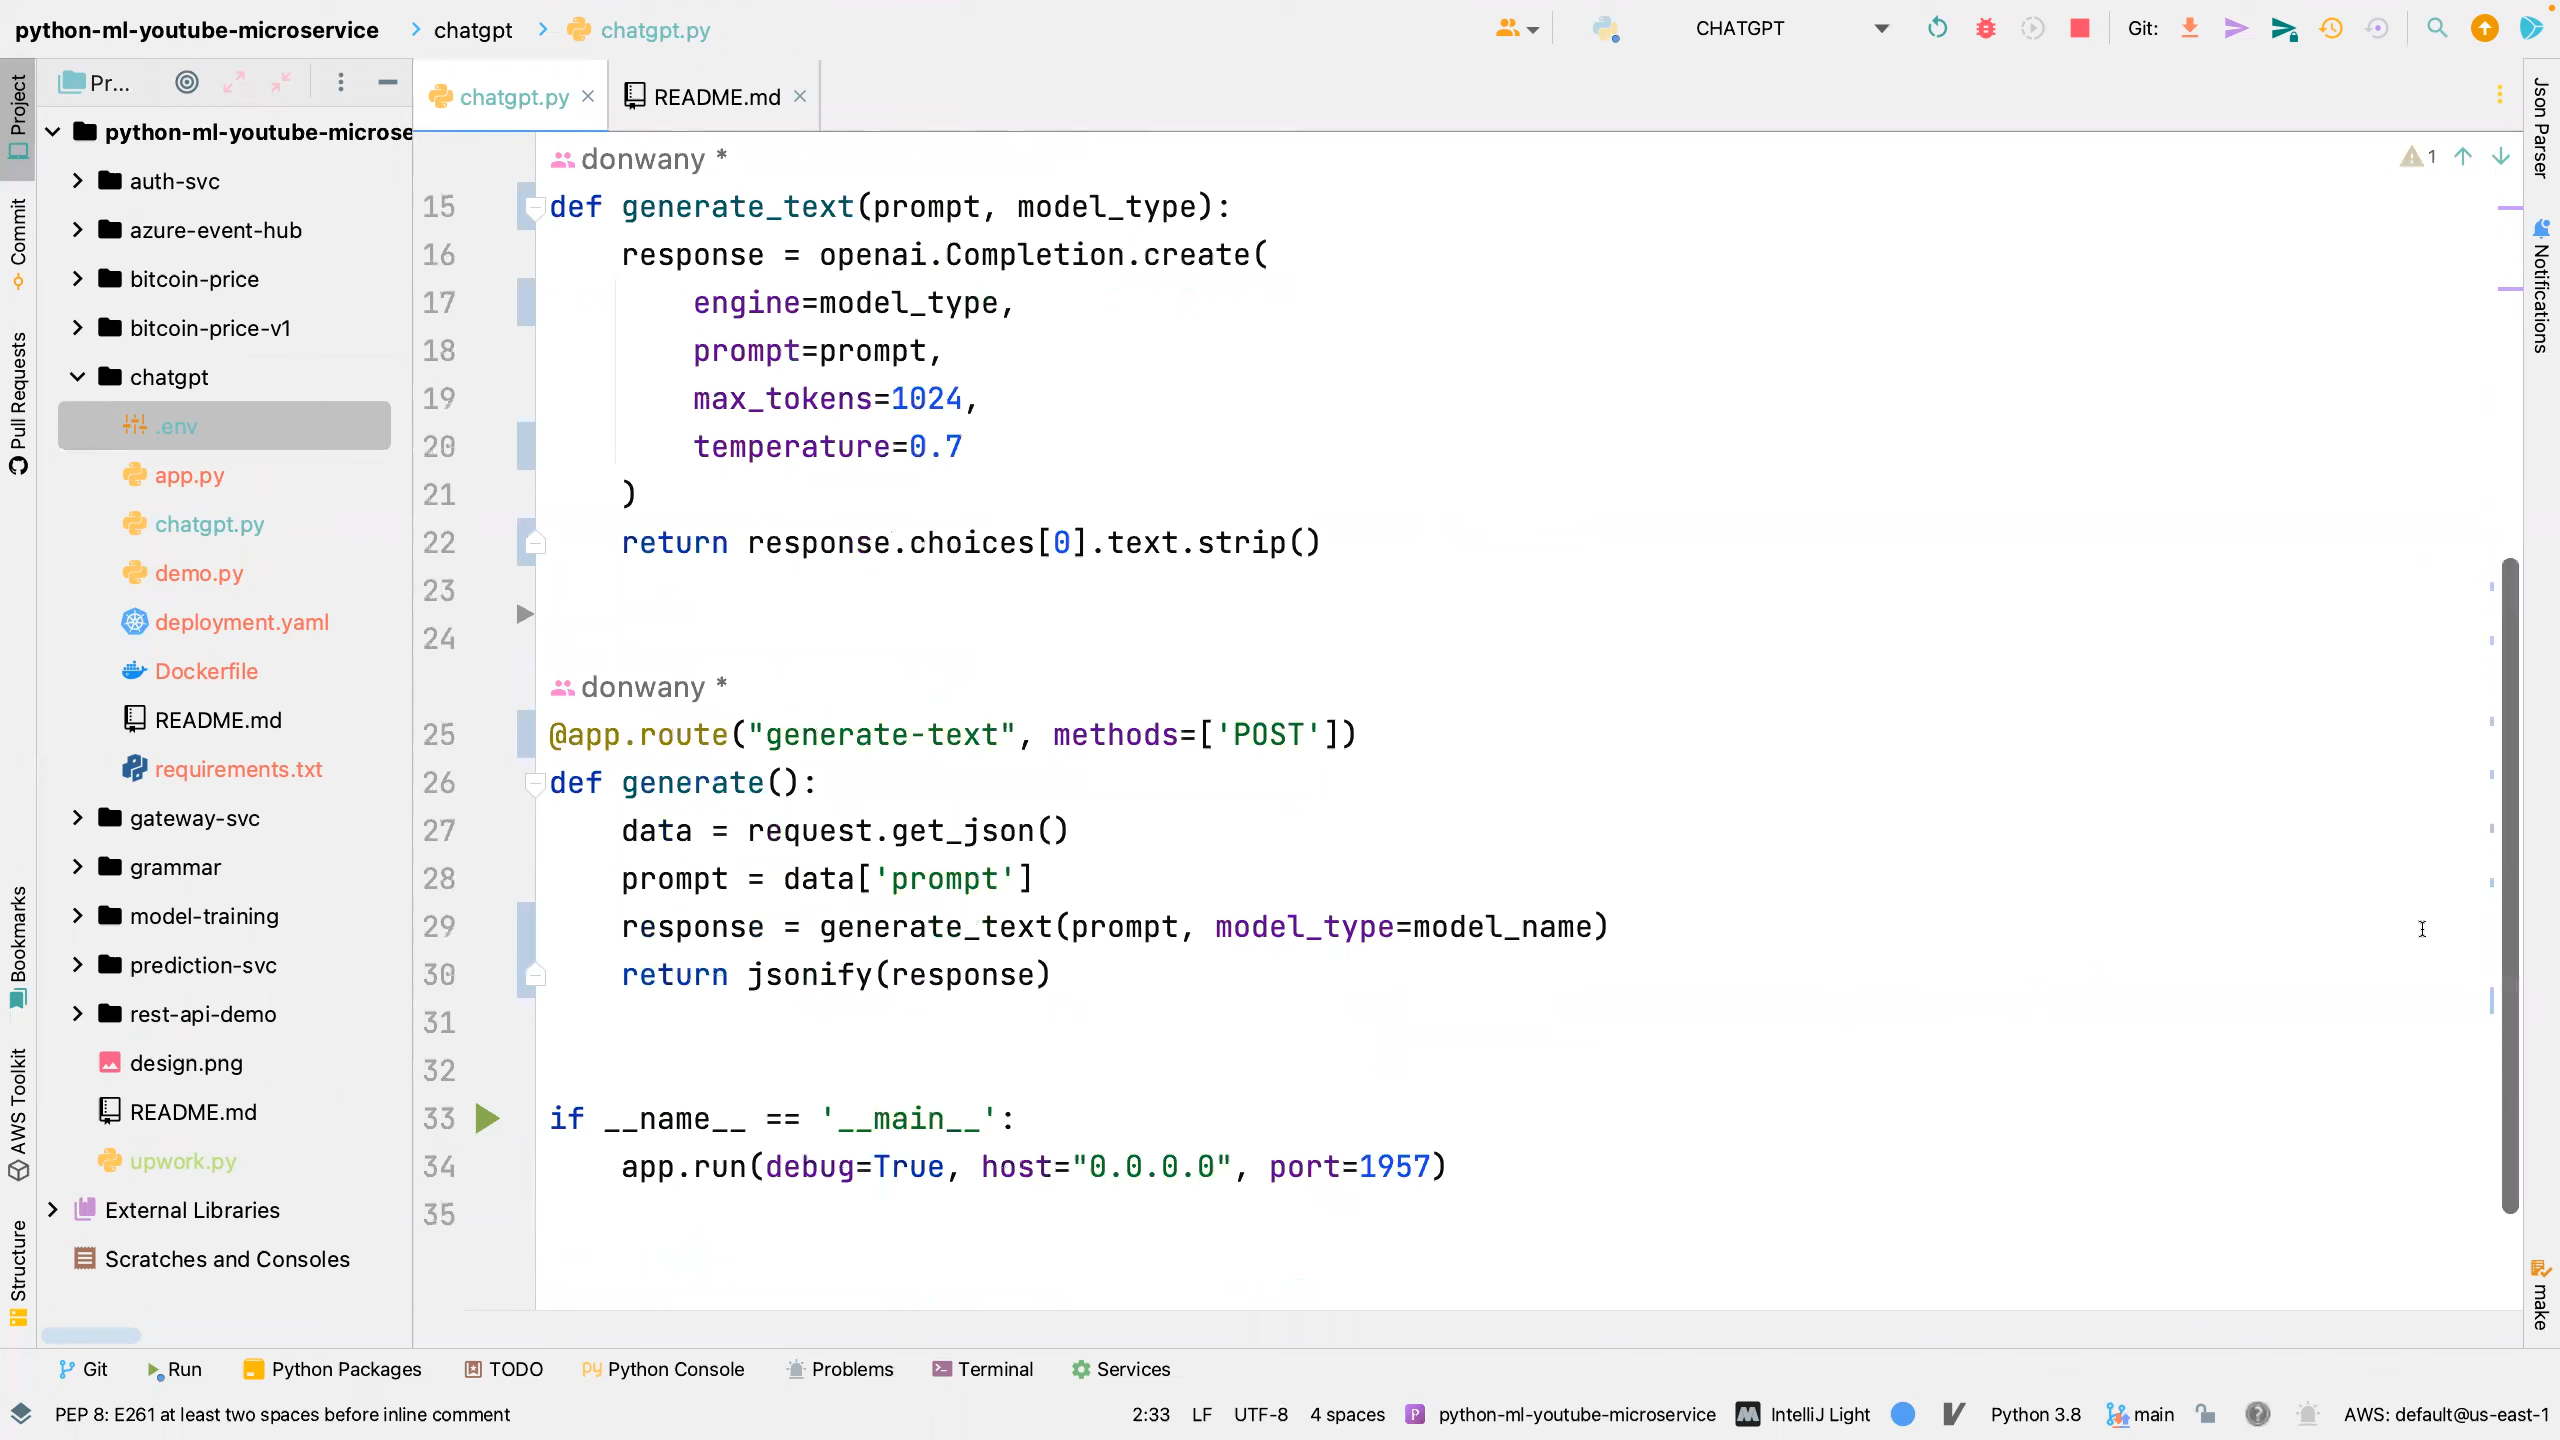 python-ml-youtube-microservice
chatgpt
chatgpt.py
CHATGPT
Git:
Project
Commit
Pull Requests
Bookmarks
AWS Toolkit
Structure
Pr...
python-ml-youtube-microse
auth-svc
azure-event-hub
bitcoin-price
bitcoin-price-v1
chatgpt
.env
app.py
chatgpt.py
demo.py
deployment.yaml
Dockerfile
README.md
requirements.txt
gateway-svc
grammar
model-training
prediction-svc
rest-api-demo
design.png
README.md
upwork.py
External Libraries
Scratches and Consoles
chatgpt.py
README.md
donwany *
1
15 def generate_text(prompt, model_type):
16 response = openai.Completion.create(
17 engine=model_type,
18 prompt=prompt,
19 max_tokens=1024,
20 temperature=0.7
21 )
22 return response.choices[0].text.strip()
23
24
donwany *
25 @app.route("generate-text", methods=['POST'])
26 def generate():
27 data = request.get_json()
28 prompt = data['prompt']
29 response = generate_text(prompt, model_type=model_name)
30 return jsonify(response)
31
32
33 if __name__ == '__main__':
34 app.run(debug=True, host="0.0.0.0", port=1957)
35
Json Parser
Notifications
make
Git
Run
Python Packages
TODO
Python Console
Problems
Terminal
Services
PEP 8: E261 at least two spaces before inline comment
2:33
LF
UTF-8
4 spaces
python-ml-youtube-microservice
IntelliJ Light
Python 3.8
main
AWS: default@us-east-1